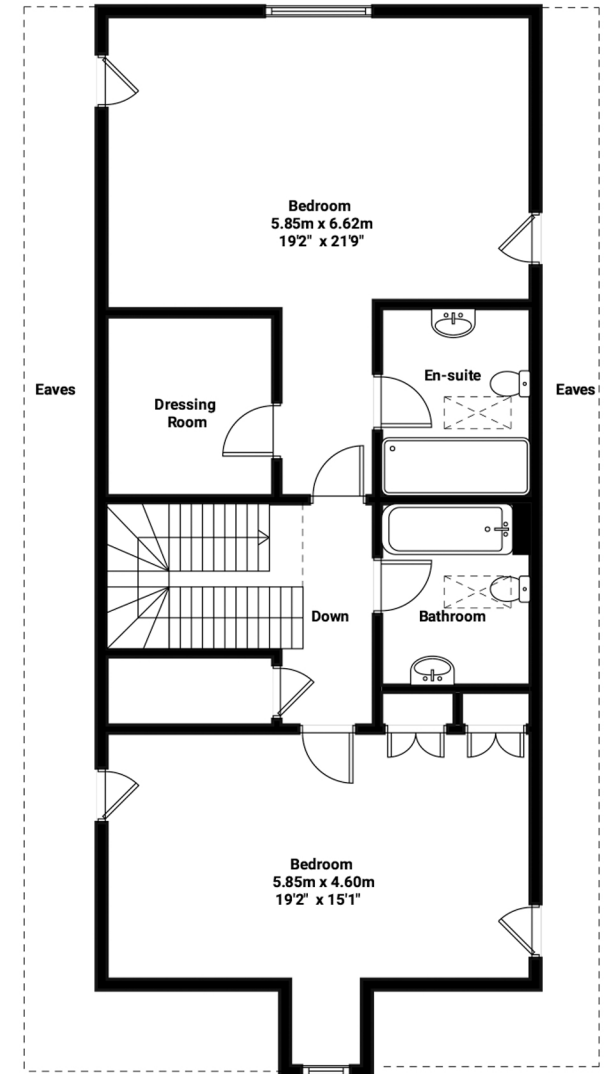 Bedroom
5.85m x 6.62m
19'2" x 21'9"
Eaves
Dressing
Room
En-suite
Eaves
Down
Bathroom
Bedroom
5.85m x 4.60m
19'2" x 15'1"